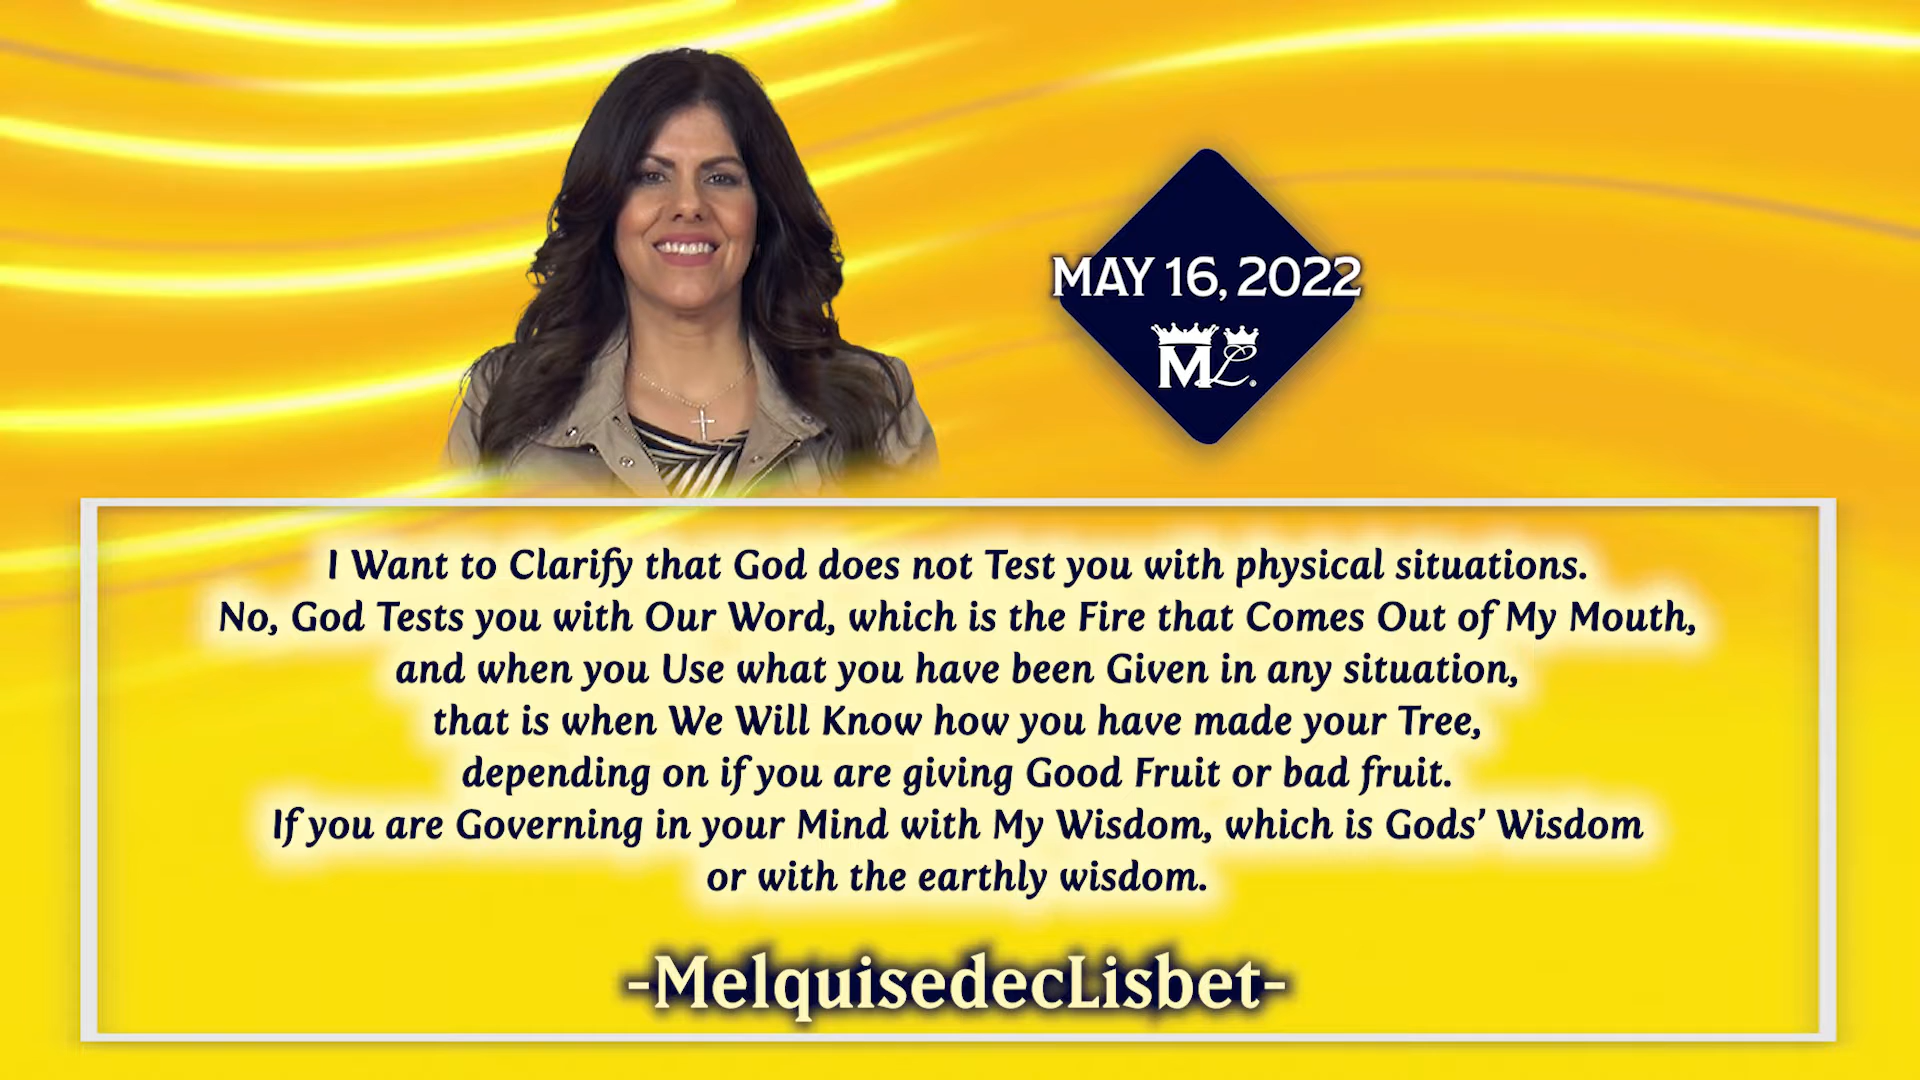 MAY 16, 2022
ML®
I Want to Clarify that God does not Test you with physical situations.
No, God Tests you with Our Word, which is the Fire that Comes Out of My Mouth,
and when you Use what you have been Given in any situation,
that is when We Will Know how you have made your Tree,
depending on if you are giving Good Fruit or bad fruit.
If you are Governing in your Mind with My Wisdom, which is Gods’ Wisdom
or with the earthly wisdom.
-MelquisedecLisbet-